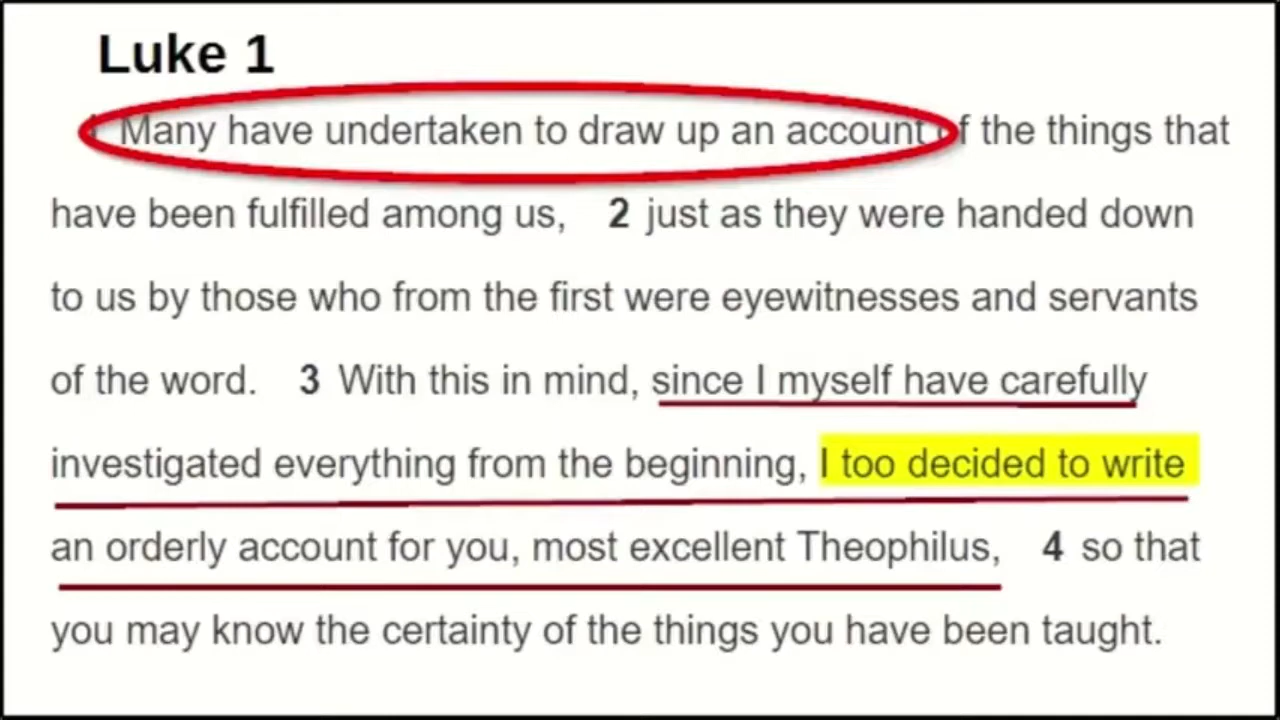 Luke 1
Many have undertaken to draw up an account of the things that
have been fulfilled among us, 2 just as they were handed down
to us by those who from the first were eyewitnesses and servants
of the word. 3 With this in mind, since I myself have carefully
investigated everything from the beginning, I too decided to write
an orderly account for you, most excellent Theophilus, 4 so that
you may know the certainty of the things you have been taught.